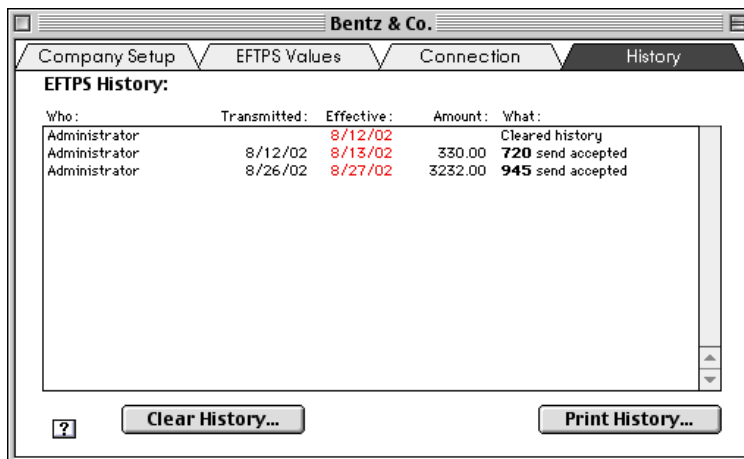 Bentz & Co.
Company Setup EFTPS Values Connection History
EFTPS History:
Who: Transmitted: Effective: Amount: What:
Administrator 8/12/02 Cleared history
Administrator 8/12/02 8/13/02 330.00 720 send accepted
Administrator 8/26/02 8/27/02 3232.00 945 send accepted
? Clear History... Print History...